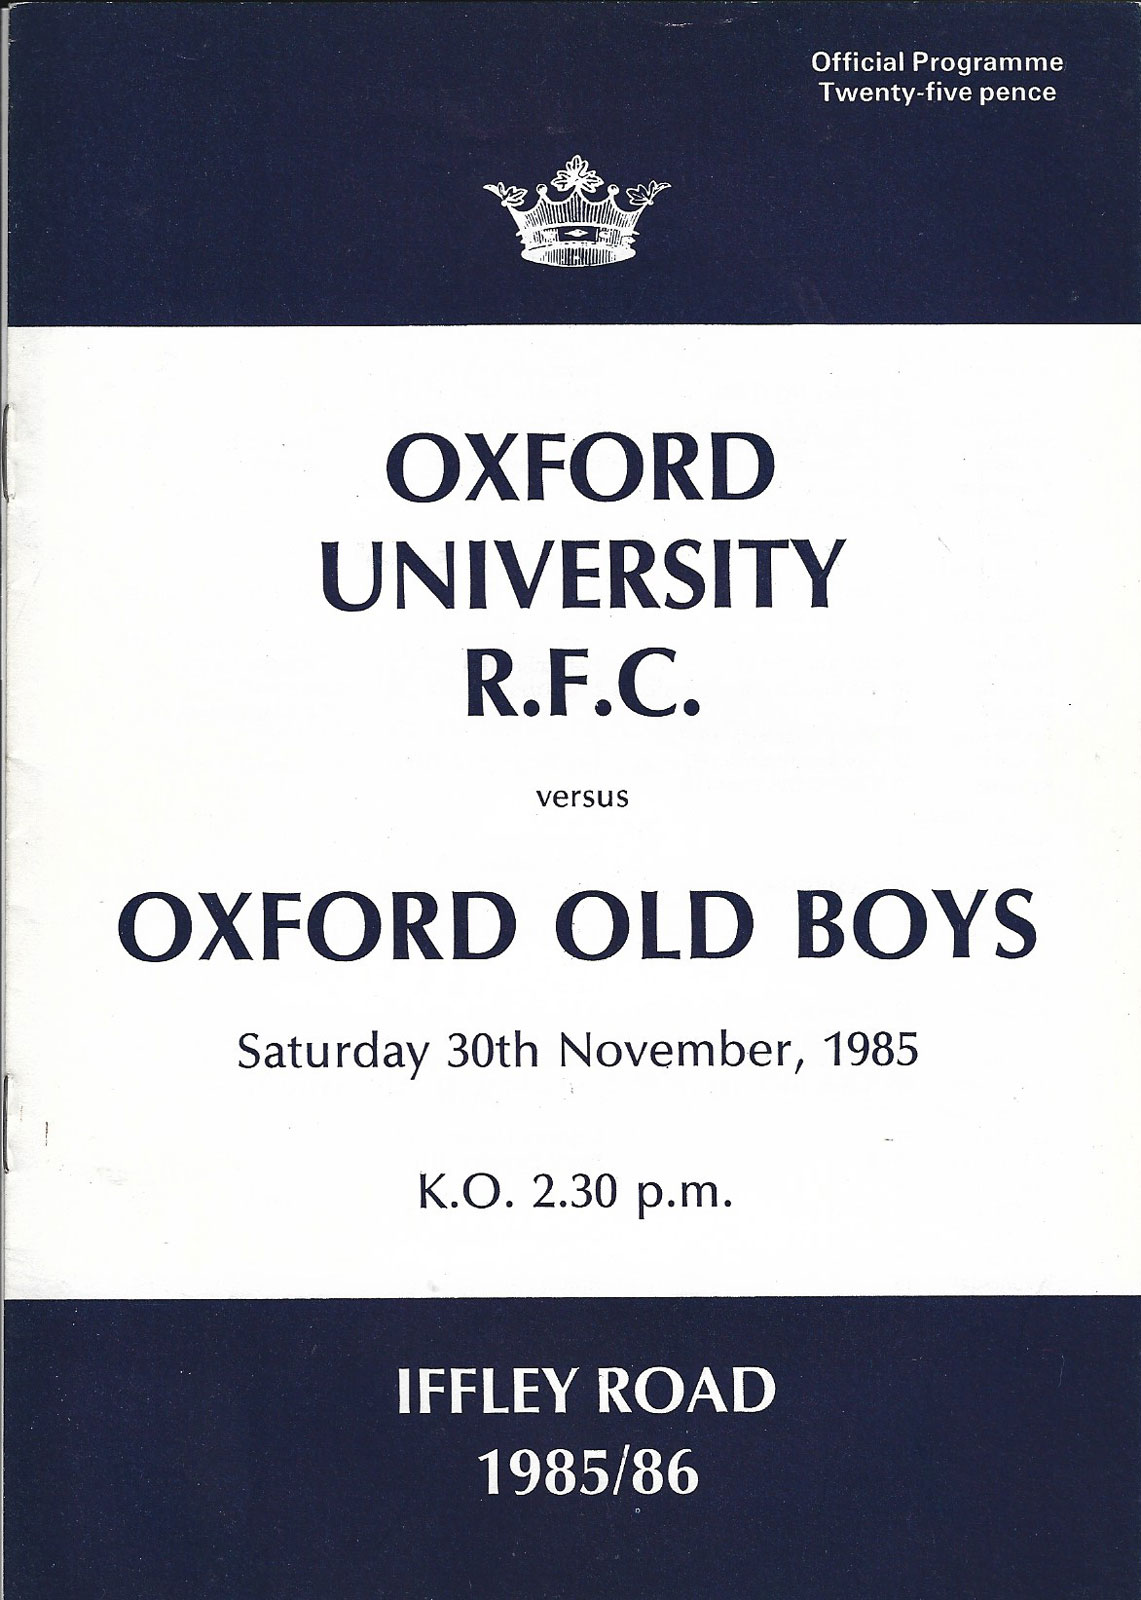 Official Programme
Twenty-five pence
OXFORD
UNIVERSITY
R.F.C.
versus
OXFORD OLD BOYS
Saturday 30th November, 1985
K.O. 2.30 p.m.
IFFLEY ROAD
1985/86